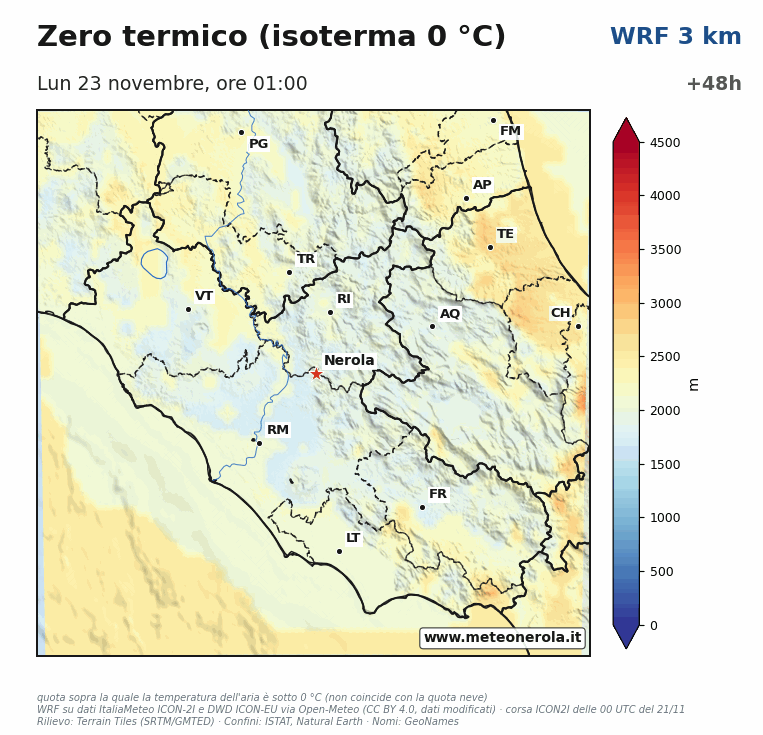 Zero termico (isoterma 0 °C)
WRF 3 km
Lun 23 novembre, ore 01:00
+48h
FM
PG
AP
TE
TR
VT
RI
AQ
CH
Nerola
RM
FR
LT
www.meteonerola.it
4500
4000
3500
3000
2500
2000
1500
1000
500
0
m
quota sopra la quale la temperatura dell'aria è sotto 0 °C (non coincide con la quota neve)
WRF su dati ItaliaMeteo ICON-2I e DWD ICON-EU via Open-Meteo (CC BY 4.0, dati modificati) · corsa ICON2I delle 00 UTC del 21/11
Rilievo: Terrain Tiles (SRTM/GMTED) · Confini: ISTAT, Natural Earth · Nomi: GeoNames